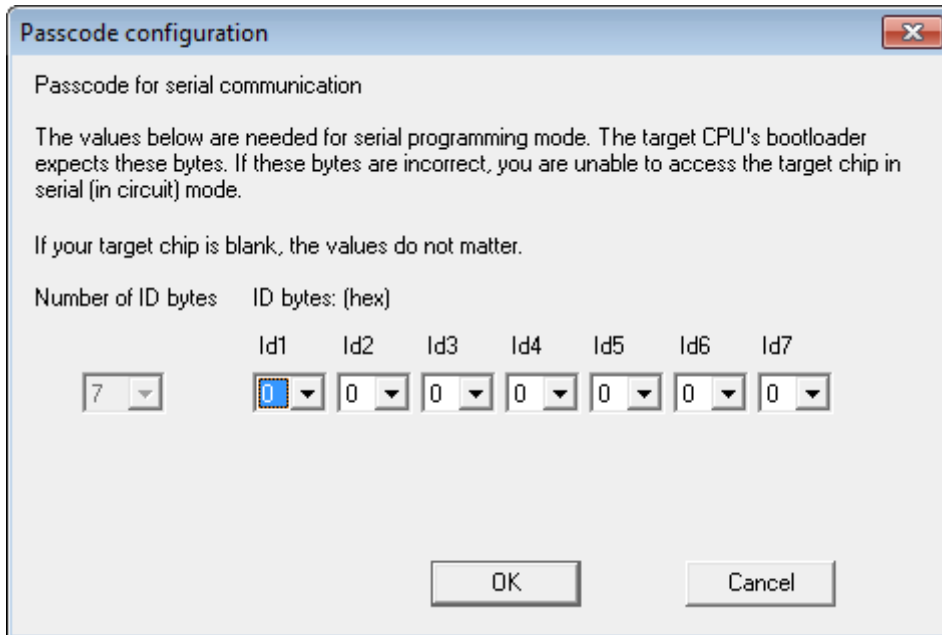 Passcode configuration
Passcode for serial communication
The values below are needed for serial programming mode. The target CPU's bootloader
expects these bytes. If these bytes are incorrect, you are unable to access the target chip in
serial (in circuit) mode.
If your target chip is blank, the values do not matter.
Number of ID bytes ID bytes: (hex)
Id1 Id2 Id3 Id4 Id5 Id6 Id7
7 0 0 0 0 0 0 0
OK Cancel